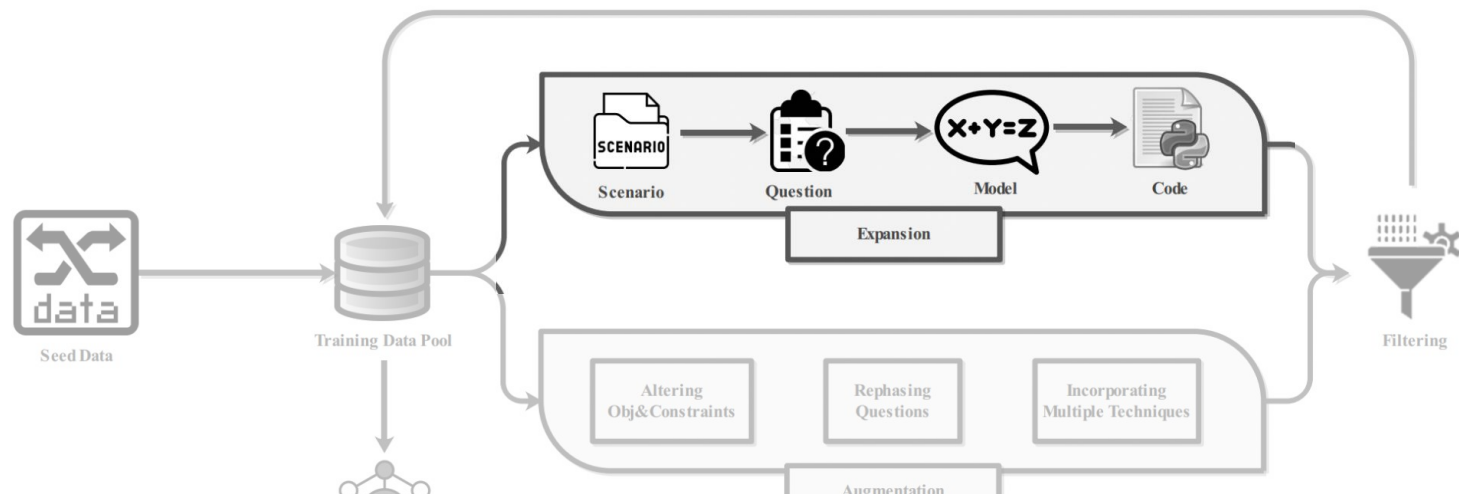 SCENARIO
?
X+Y=Z
Scenario
Question
Model
Code
Expansion
data
Seed Data
Training Data Pool
Filtering
Altering
Obj&Constraints
Rephasing
Questions
Incorporating
Multiple Techniques
Augmentation